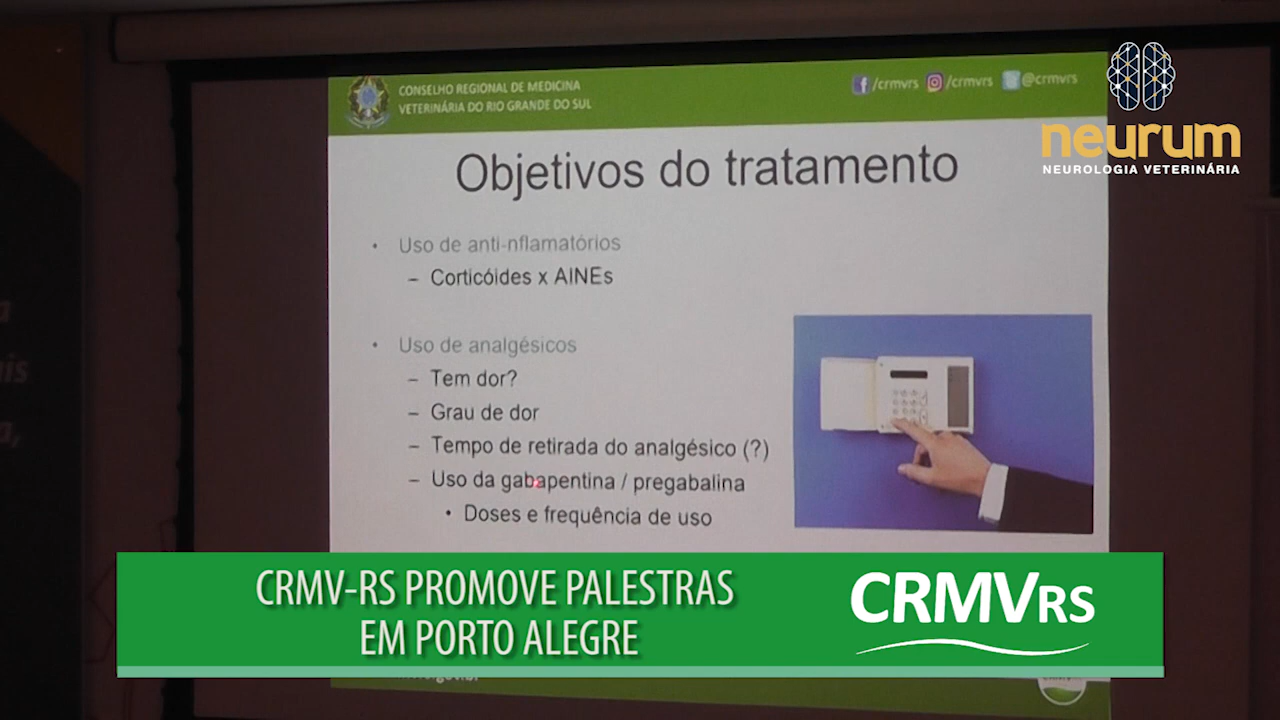 CONSELHO REGIONAL DE MEDICINA
VETERINÁRIA DO RIO GRANDE DO SUL
/crmvrs
/crmvrs
@crmvrs
neurum
NEUROLOGIA VETERINÁRIA
Objetivos do tratamento
• Uso de anti-nflamatórios
– Corticóides x AINEs
• Uso de analgésicos
– Tem dor?
– Grau de dor
– Tempo de retirada do analgésico (?)
– Uso da gabapentina / pregabalina
• Doses e frequência de uso
CRMV-RS PROMOVE PALESTRAS
EM PORTO ALEGRE
CRMVRS